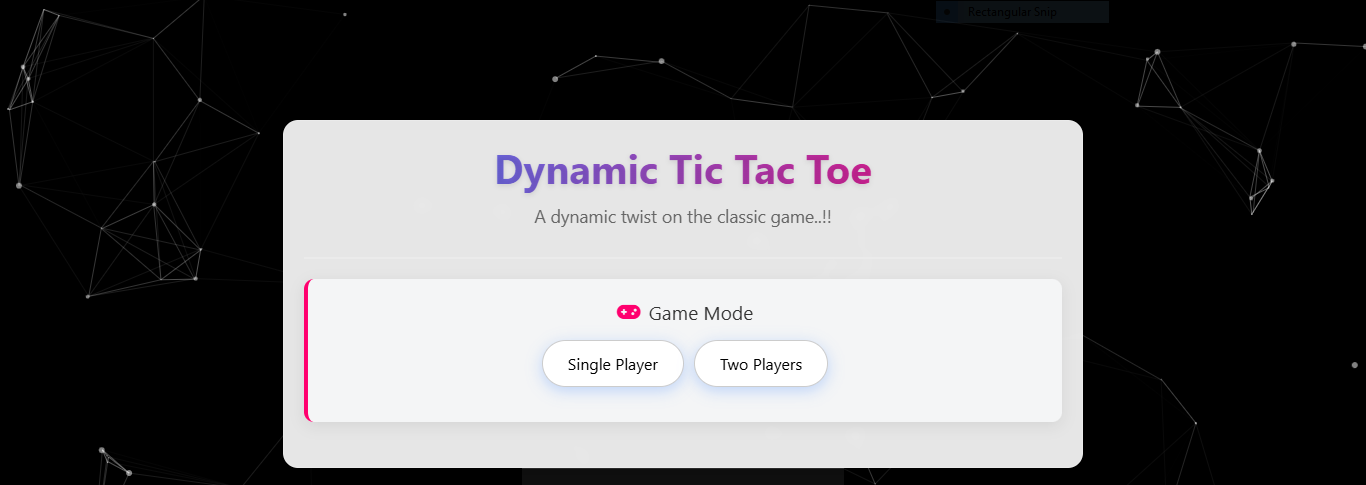 Rectangular Snip
Dynamic Tic Tac Toe
A dynamic twist on the classic game..!!
Game Mode
Single Player
Two Players